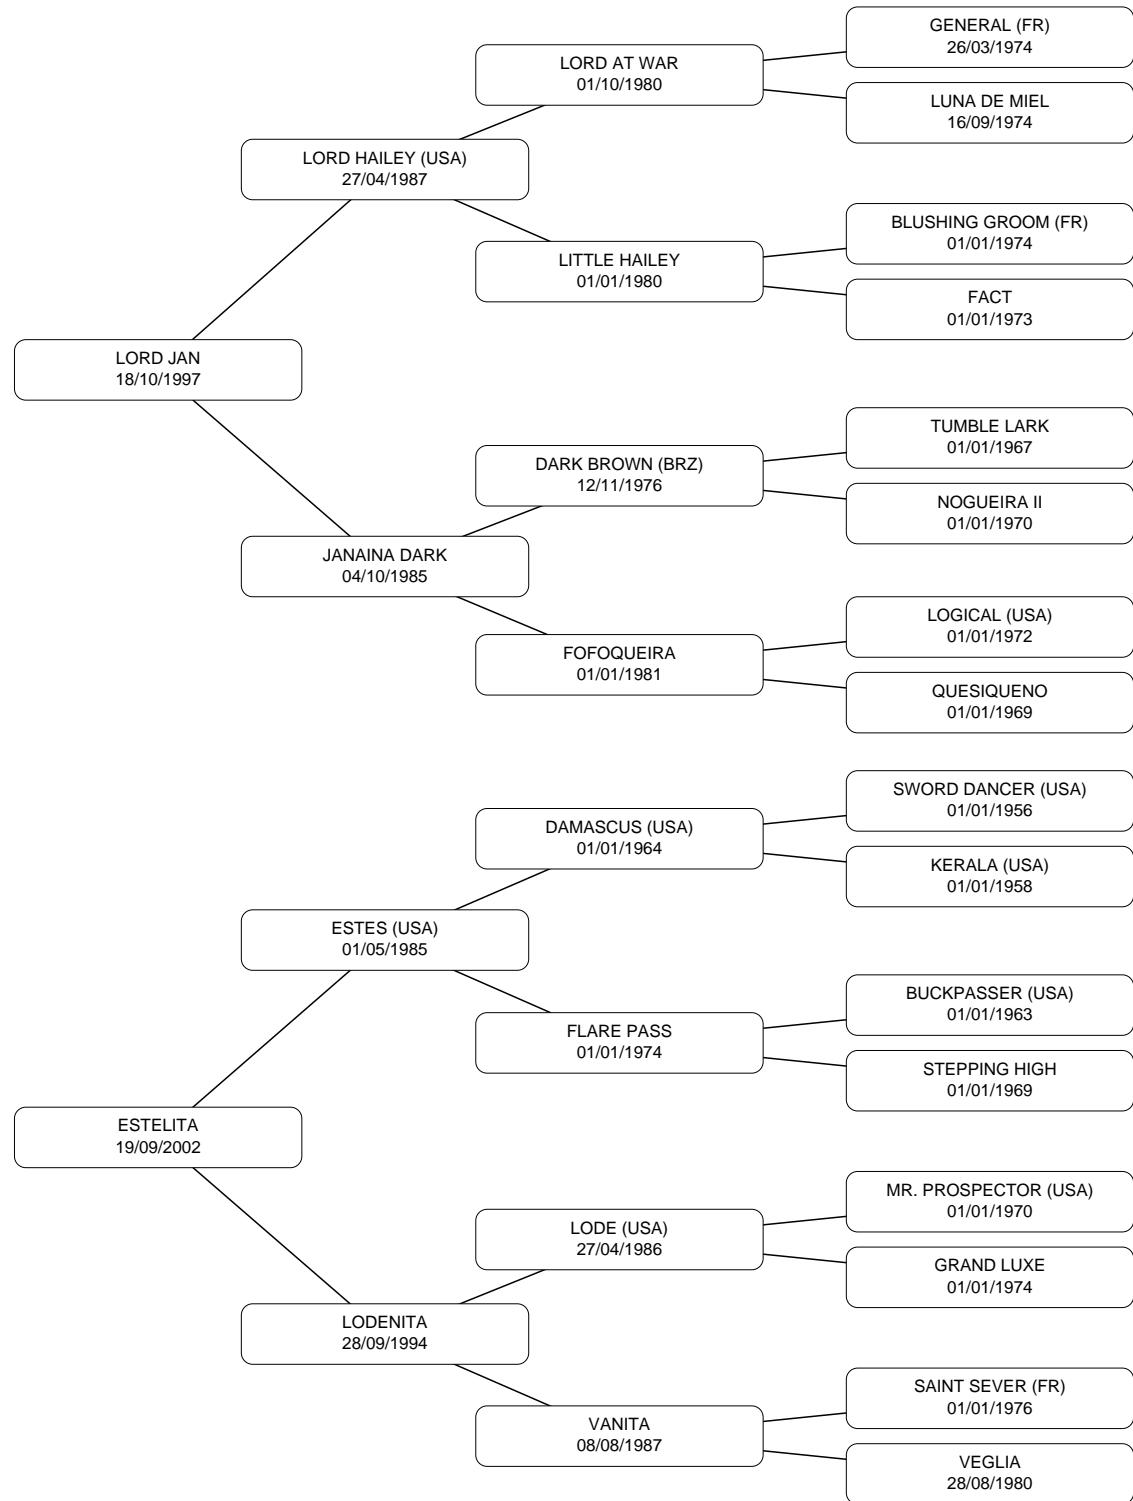 GENERAL (FR)
26/03/1974
LORD AT WAR
01/10/1980
LUNA DE MIEL
16/09/1974
LORD HAILEY (USA)
27/04/1987
BLUSHING GROOM (FR)
01/01/1974
LITTLE HAILEY
01/01/1980
FACT
01/01/1973
LORD JAN
18/10/1997
TUMBLE LARK
01/01/1967
DARK BROWN (BRZ)
12/11/1976
NOGUEIRA II
01/01/1970
JANAINA DARK
04/10/1985
LOGICAL (USA)
01/01/1972
FOFOQUEIRA
01/01/1981
QUESIQUENO
01/01/1969
SWORD DANCER (USA)
01/01/1956
DAMASCUS (USA)
01/01/1964
KERALA (USA)
01/01/1958
ESTES (USA)
01/05/1985
BUCKPASSER (USA)
01/01/1963
FLARE PASS
01/01/1974
STEPPING HIGH
01/01/1969
ESTELITA
19/09/2002
MR. PROSPECTOR (USA)
01/01/1970
LODE (USA)
27/04/1986
GRAND LUXE
01/01/1974
LODENITA
28/09/1994
SAINT SEVER (FR)
01/01/1976
VANITA
08/08/1987
VEGLIA
28/08/1980